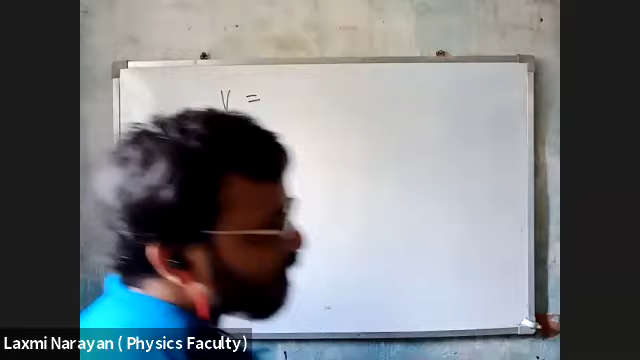 V =
Laxmi Narayan ( Physics Faculty)